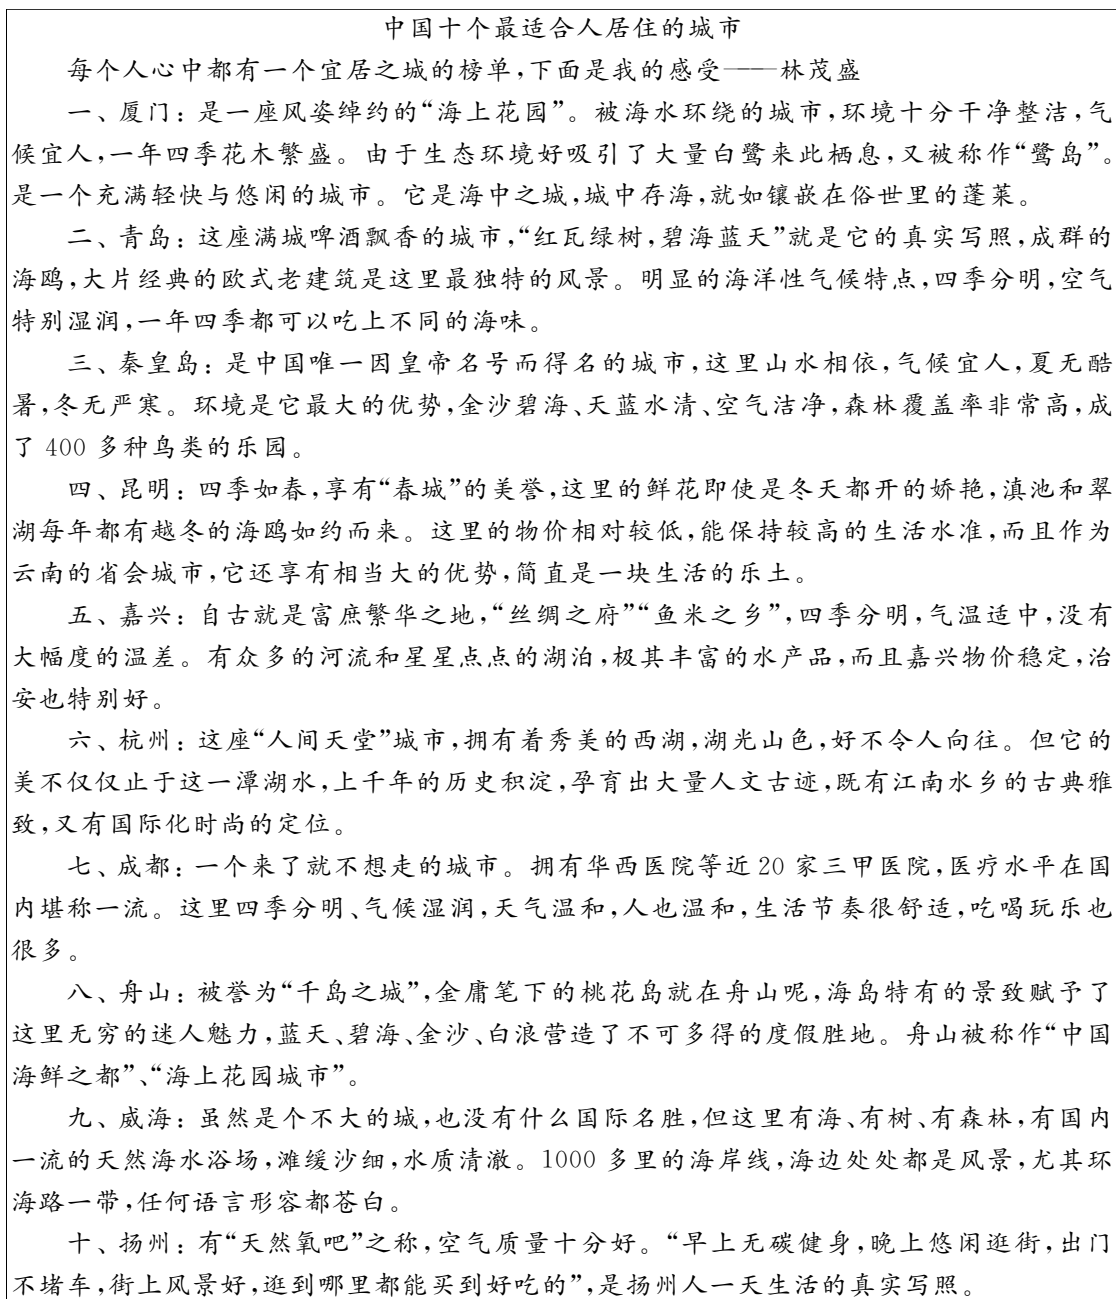 中国十个最适合人居住的城市
每个人心中都有一个宜居之城的榜单,下面是我的感受——林茂盛
一、厦门:是一座风姿绰约的“海上花园”。被海水环绕的城市,环境十分干净整洁,气
候宜人,一年四季花木繁盛。由于生态环境好吸引了大量白鹭来此栖息,又被称作“鹭岛”。
是一个充满轻快与悠闲的城市。它是海中之城,城中存海,就如镶嵌在俗世里的蓬莱。
二、青岛:这座满城啤酒飘香的城市,“红瓦绿树,碧海蓝天”就是它的真实写照,成群的
海鸥,大片经典的欧式老建筑是这里最独特的风景。明显的海洋性气候特点,四季分明,空气
特别湿润,一年四季都可以吃上不同的海味。
三、秦皇岛:是中国唯一因皇帝名号而得名的城市,这里山水相依,气候宜人,夏无酷
暑,冬无严寒。环境是它最大的优势,金沙碧海、天蓝水清、空气洁净,森林覆盖率非常高,成
了 400 多种鸟类的乐园。
四、昆明:四季如春,享有“春城”的美誉,这里的鲜花即使是冬天都开的娇艳,滇池和翠
湖每年都有越冬的海鸥如约而来。这里的物价相对较低,能保持较高的生活水准,而且作为
云南的省会城市,它还享有相当大的优势,简直是一块生活的乐土。
五、嘉兴:自古就是富庶繁华之地,“丝绸之府”“鱼米之乡”,四季分明,气温适中,没有
大幅度的温差。有众多的河流和星星点点的湖泊,极其丰富的水产品,而且嘉兴物价稳定,治
安也特别好。
六、杭州:这座“人间天堂”城市,拥有着秀美的西湖,湖光山色,好不令人向往。但它的
美不仅仅止于这一潭湖水,上千年的历史积淀,孕育出大量人文古迹,既有江南水乡的古典雅
致,又有国际化时尚的定位。
七、成都:一个来了就不想走的城市。拥有华西医院等近 20 家三甲医院,医疗水平在国
内堪称一流。这里四季分明、气候湿润,天气温和,人也温和,生活节奏很舒适,吃喝玩乐也
很多。
八、舟山:被誉为“千岛之城”,金庸笔下的桃花岛就在舟山呢,海岛特有的景致赋予了
这里无穷的迷人魅力,蓝天、碧海、金沙、白浪营造了不可多得的度假胜地。舟山被称作“中国
海鲜之都”、“海上花园城市”。
九、威海:虽然是个不大的城,也没有什么国际名胜,但这里有海、有树、有森林,有国内
一流的天然海水浴场,滩缓沙细,水质清澈。1000 多里的海岸线,海边处处都是风景,尤其环
海路一带,任何语言形容都苍白。
十、扬州:有“天然氧吧”之称,空气质量十分好。“早上无碳健身,晚上悠闲逛街,出门
不堵车,街上风景好,逛到哪里都能买到好吃的”,是扬州人一天生活的真实写照。